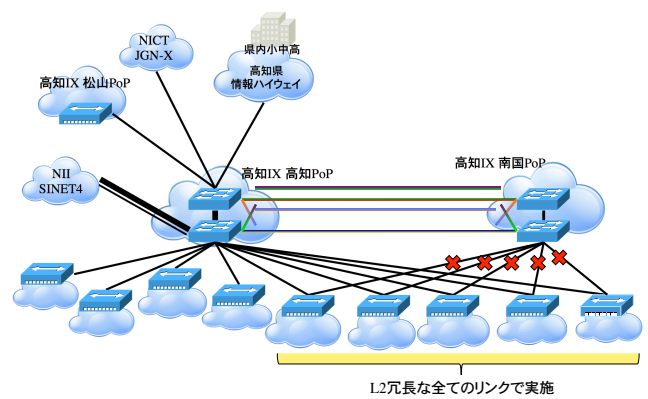 NICT
JGN-X
県内小中高
高知県
情報ハイウェイ
高知IX 松山PoP
高知IX 高知PoP
高知IX 南国PoP
NII
SINET4
L2冗長な全てのリンクで実施